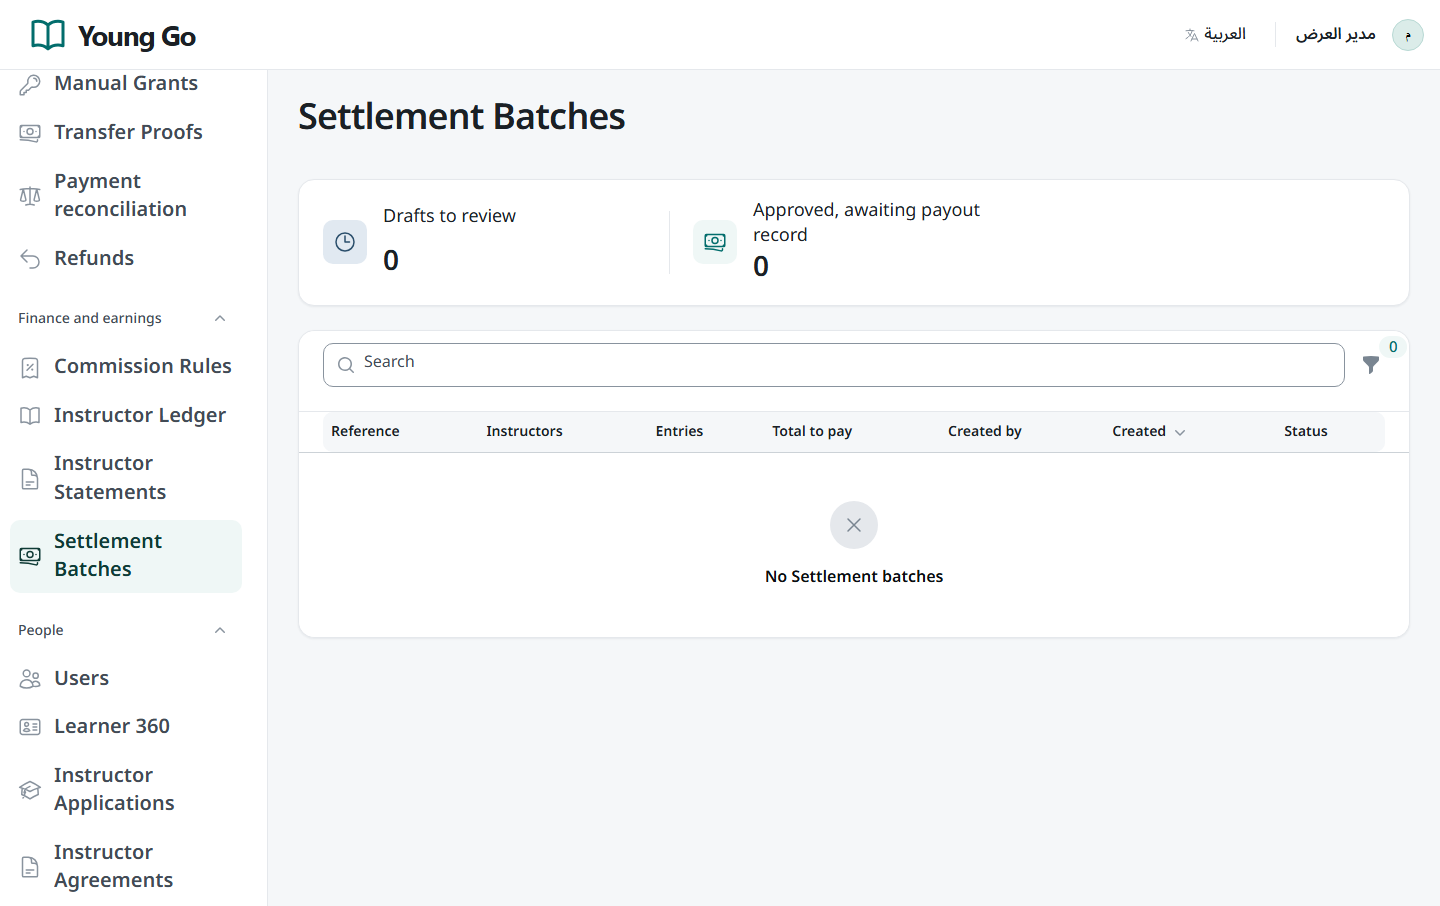 Young Go
العربية
مدير العرض
م
Manual Grants
Transfer Proofs
Payment
reconciliation
Refunds
Finance and earnings
Commission Rules
Instructor Ledger
Instructor
Statements
Settlement
Batches
People
Users
Learner 360
Instructor
Applications
Instructor
Agreements
Settlement Batches
Drafts to review
0
Approved, awaiting payout
record
0
Search
0
Reference Instructors Entries Total to pay Created by Created Status
No Settlement batches